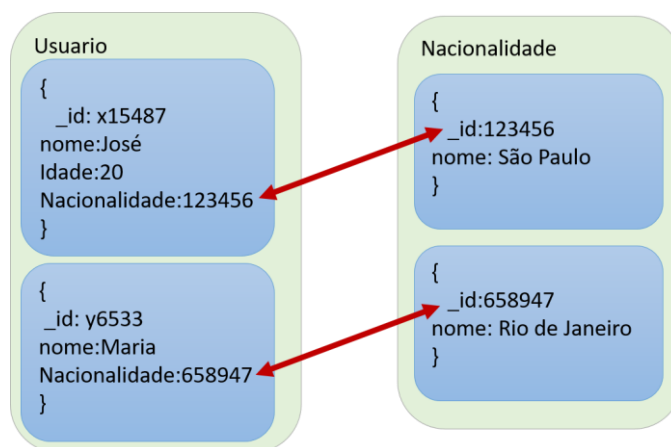 Usuario
{
_id: x15487
nome:José
Idade:20
Nacionalidade:123456
}
{
_id: y6533
nome:Maria
Nacionalidade:658947
}
Nacionalidade
{
_id:123456
nome: São Paulo
}
{
_id:658947
nome: Rio de Janeiro
}